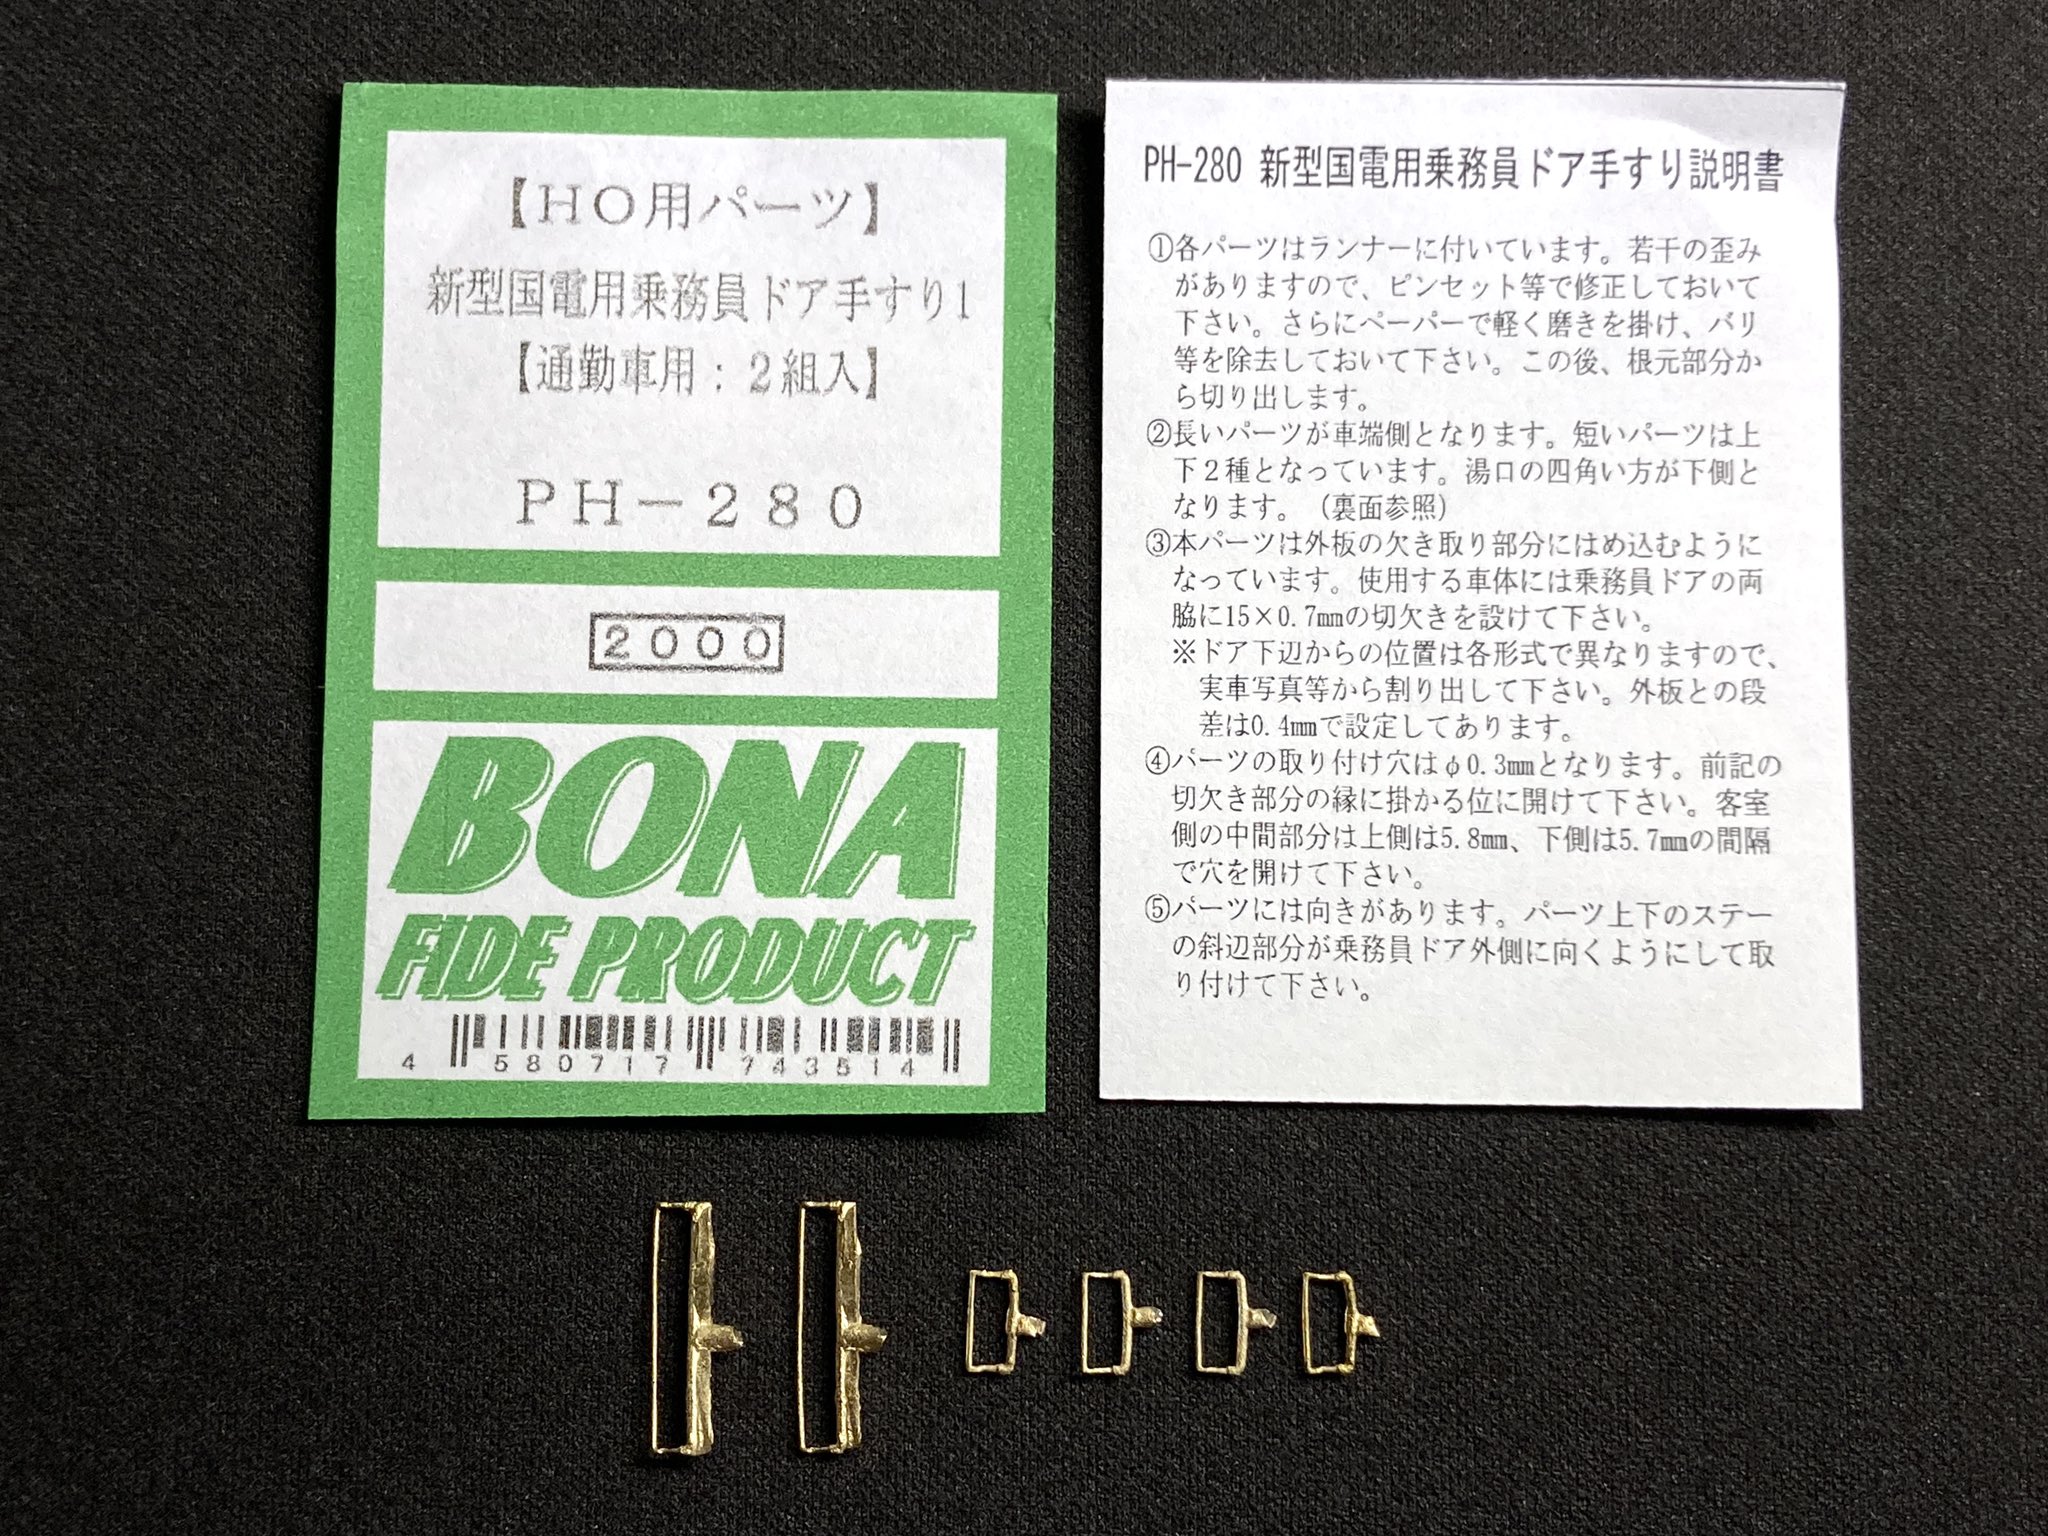 【HO用パーツ】
新型国電用乗務員ドア手すり1
【通勤車用：2組入】
PH-280
2000
BONA
FIDE PRODUCT
4 580717 743514
PH-280 新型国電用乗務員ドア手すり説明書
①各パーツはランナーに付いています。若干の歪み
がありますので、ピンセット等で修正しておいて
下さい。さらにペーパーで軽く磨きを掛け、バリ
等を除去しておいて下さい。この後、根元部分か
ら切り出します。
②長いパーツが車端側となります。短いパーツは上
下2種となっています。湯口の四角い方が下側と
なります。（裏面参照）
③本パーツは外板の欠き取り部分にはめ込むように
なっています。使用する車体には乗務員ドアの両
脇に15×0.7㎜の切欠きを設けて下さい。
※ドア下辺からの位置は各形式で異なりますので、
実車写真等から割り出して下さい。外板との段
差は0.4㎜で設定してあります。
④パーツの取り付け穴はφ0.3㎜となります。前記の
切欠き部分の縁に掛かる位に開けて下さい。客室
側の中間部分は上側は5.8㎜、下側は5.7㎜の間隔
で穴を開けて下さい。
⑤パーツには向きがあります。パーツ上下のステー
の斜辺部分が乗務員ドア外側に向くようにして取
り付けて下さい。